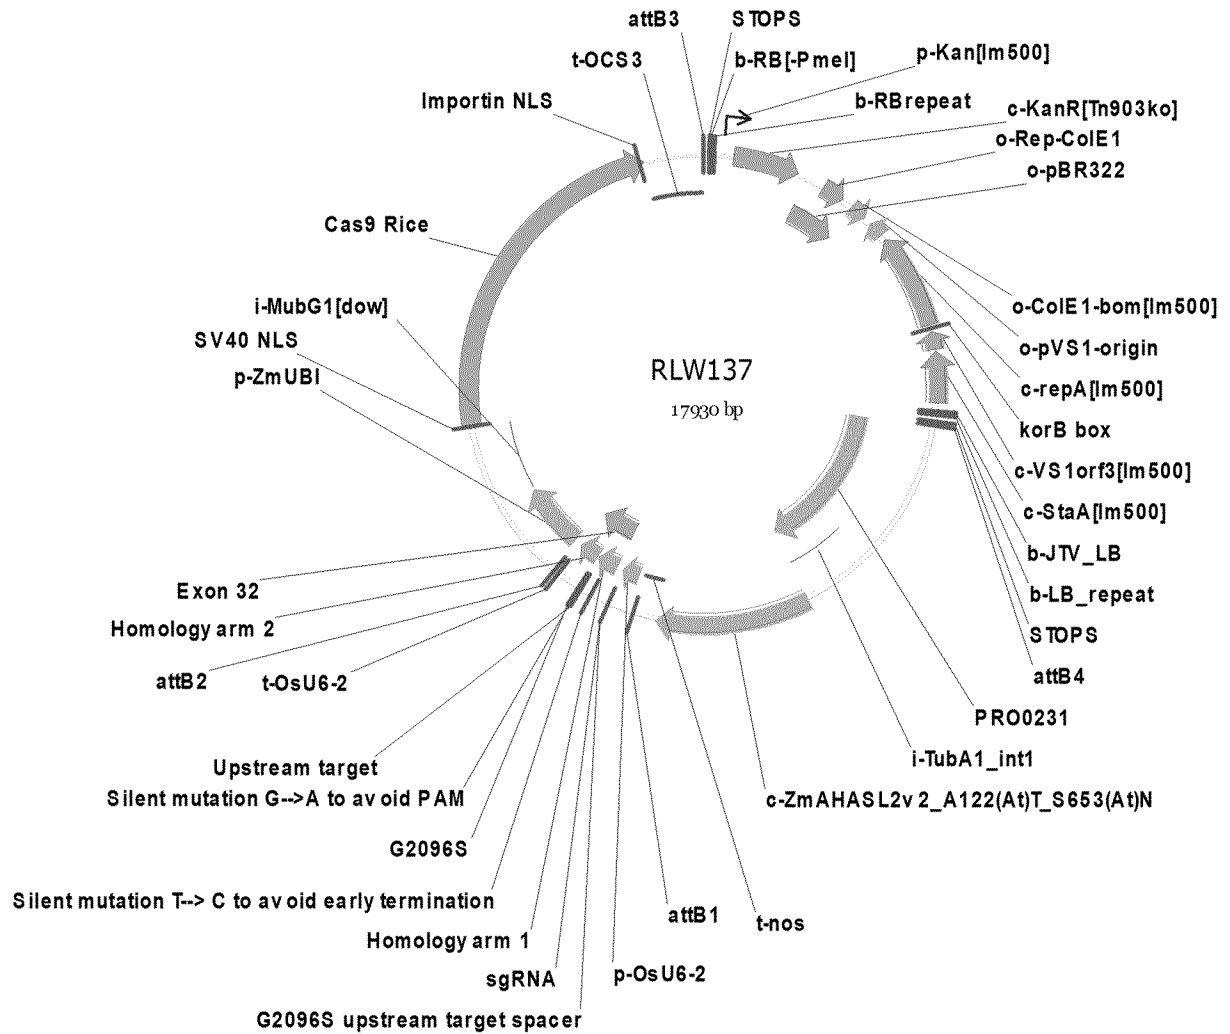 attB3
STOPS
t-OCS3
b-RB[-PmeI]
p-Kan[Im500]
Importin NLS
b-RBrepeat
c-KanR[Tn903ko]
o-Rep-ColE1
o-pBR322
Cas9 Rice
i-MubG1[dow]
SV40 NLS
p-ZmUBI
RLW137
17930 bp
o-ColE1-bom[Im500]
o-pVS1-origin
c-repA[Im500]
korB box
c-VS1orf3[Im500]
c-StaA[Im500]
b-JTV_LB
b-LB_repeat
STOPS
attB4
PRO0231
i-TubA1_int1
c-ZmAHASL2v2_A122(At)T_S653(At)N
Exon 32
Homology arm 2
attB2
t-OsU6-2
Upstream target
Silent mutation G-->A to avoid PAM
G2096S
Silent mutation T--> C to avoid early termination
Homology arm 1
sgRNA
G2096S upstream target spacer
p-OsU6-2
attB1
t-nos